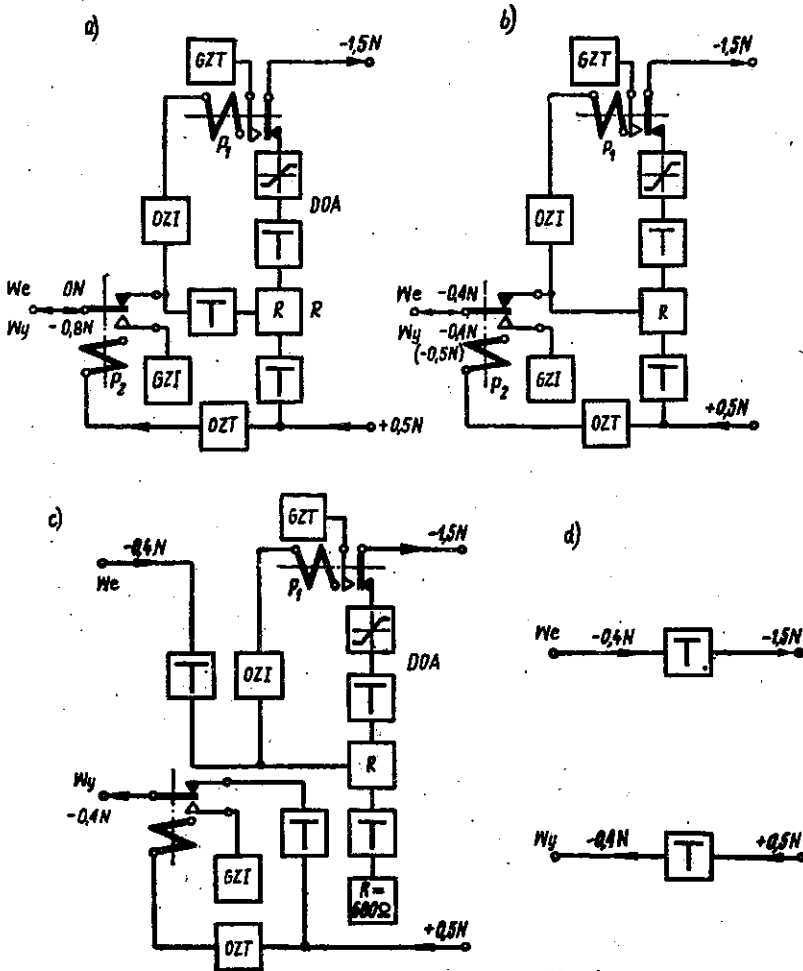 a)
GZT
-1,5N
P1
DOA
T
OZI
We
0N
Wy
-0,8N
T
R
R
P2
GZI
T
OZT
+0,5N
b)
GZT
-1,5N
P1
OZI
T
We
-0,4N
Wy
-0,4N
(-0,5N)
R
P2
GZI
T
OZT
+0,5N
c)
GZT
-1,5N
-0,4N
We
P1
DOA
T
OZI
T
R
Wy
-0,4N
T
T
GZI
R=
680Ω
OZT
+0,5N
d)
We
-0,4N
T
-1,5N
Wy
-0,4N
T
+0,5N